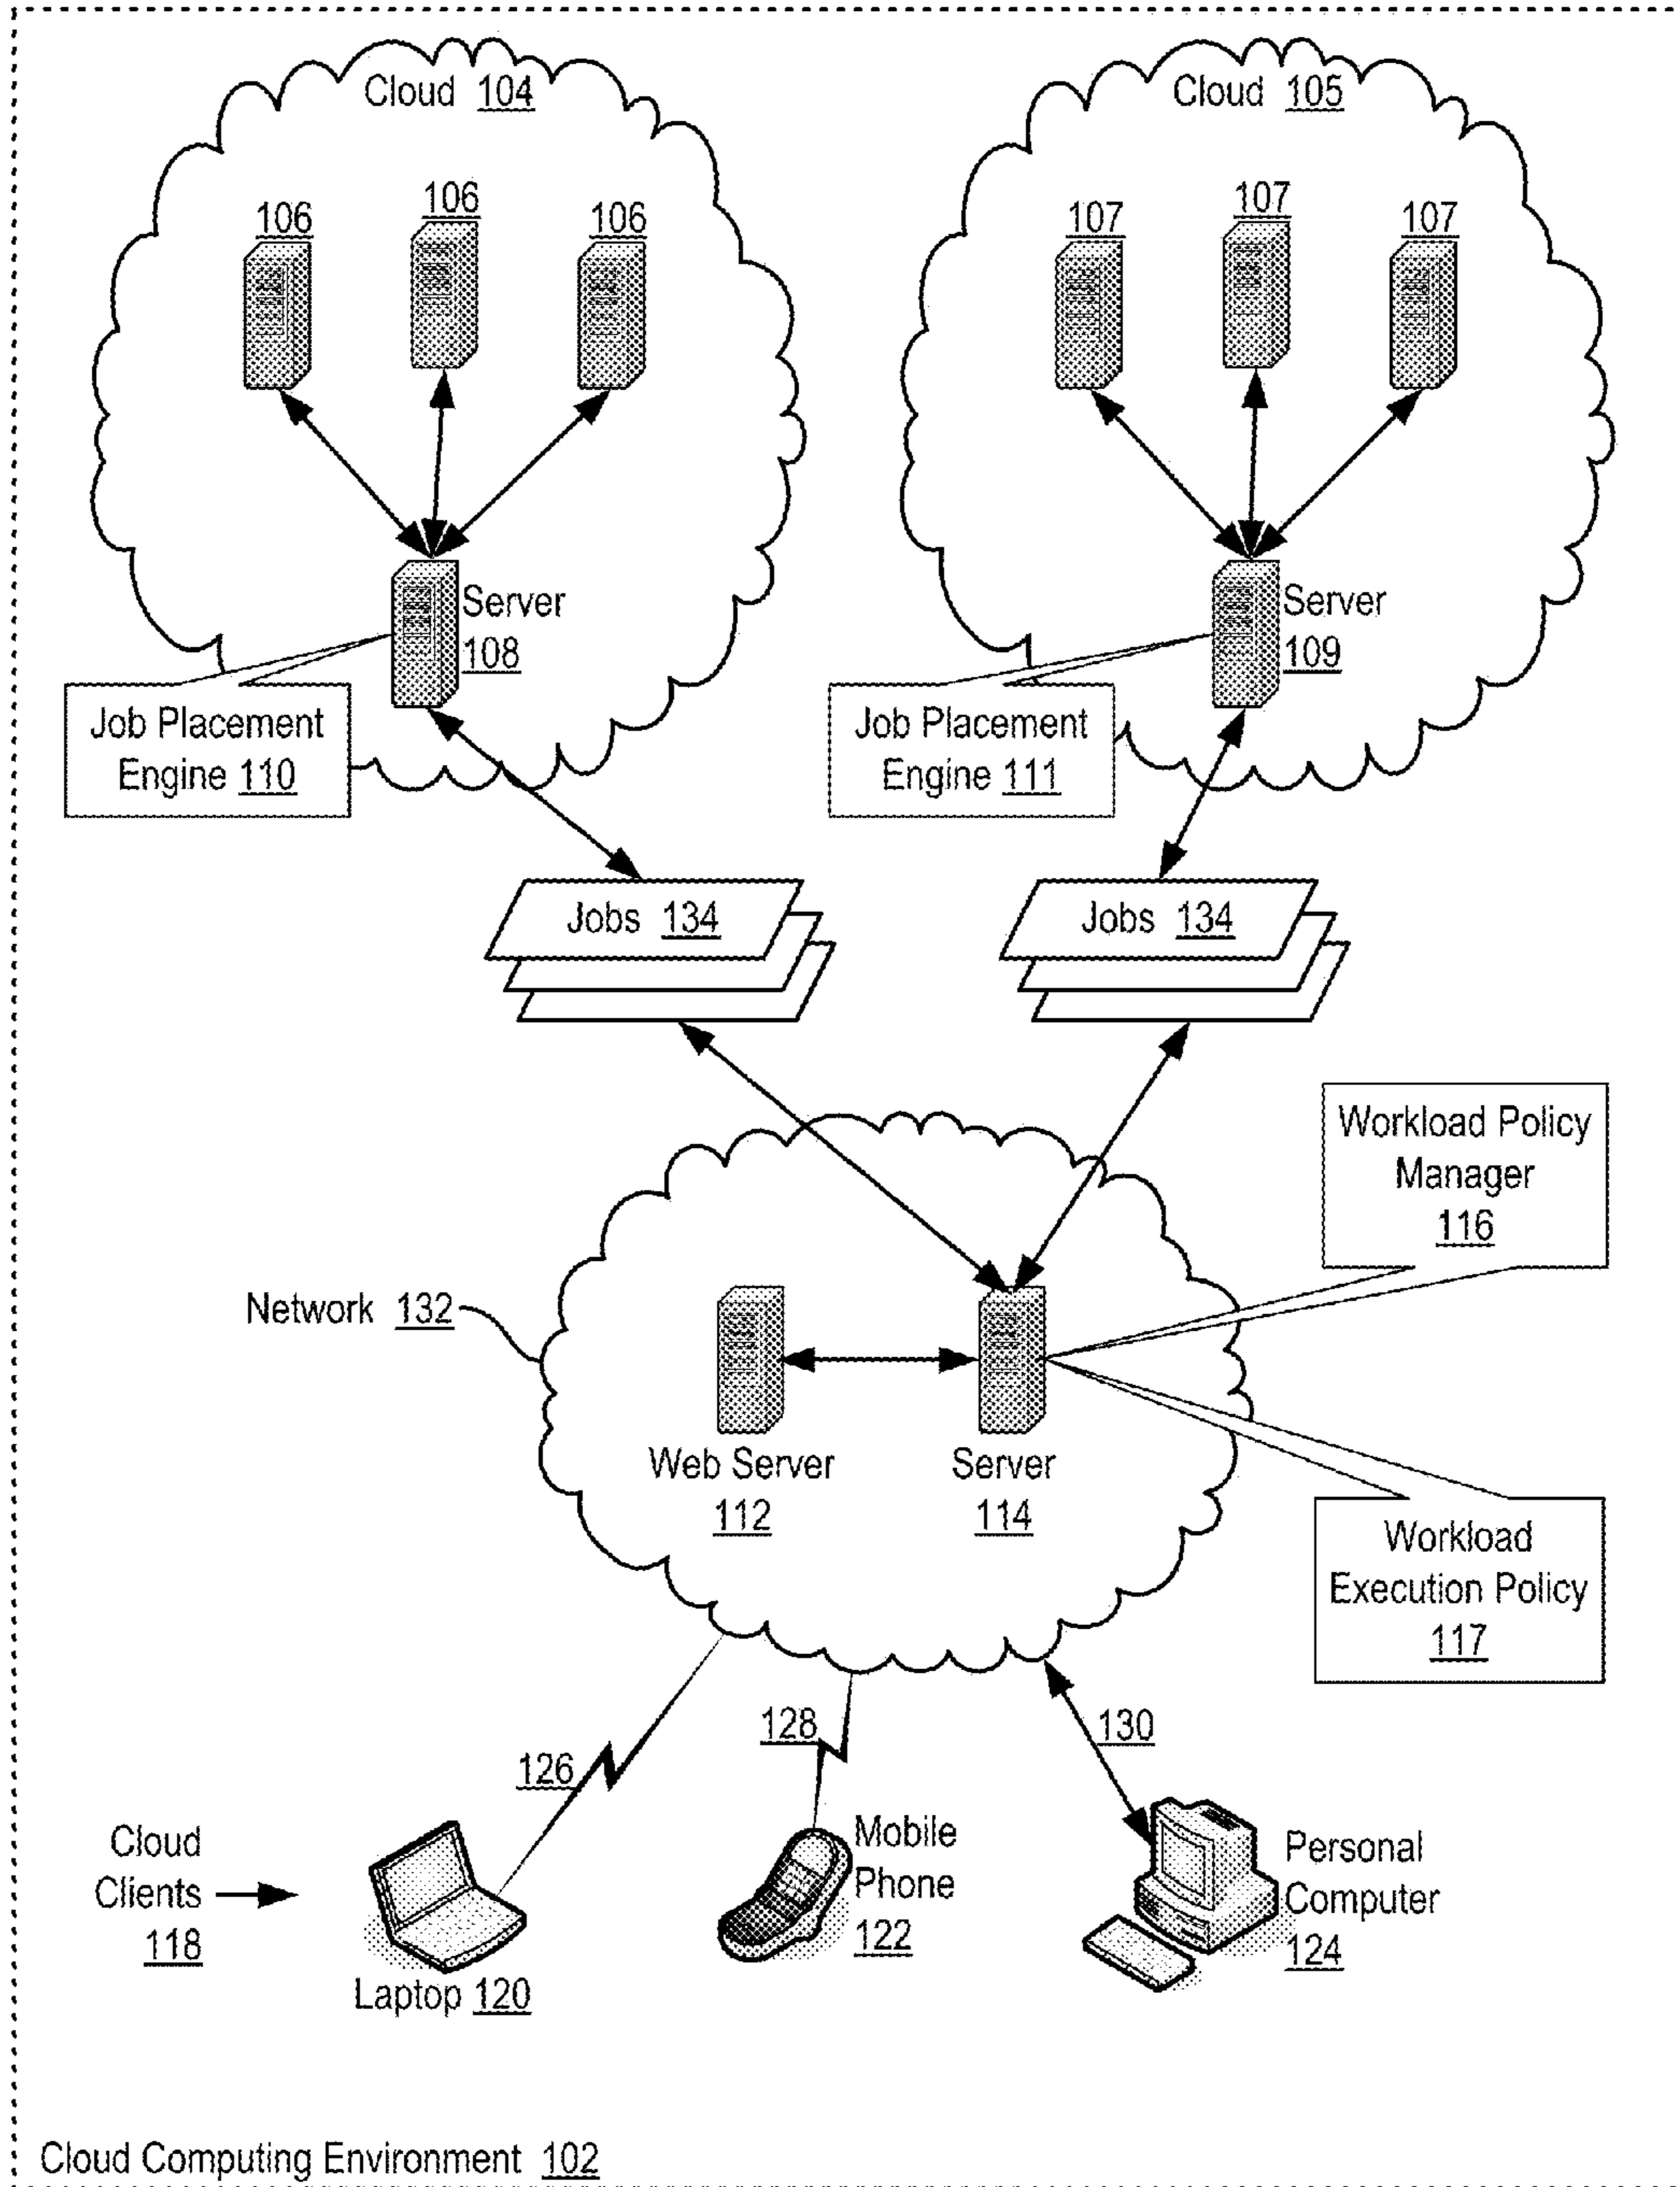 Cloud 104
Cloud 105
106
106
106
107
107
107
Server
108
Server
109
Job Placement
Engine 110
Job Placement
Engine 111
Jobs 134
Jobs 134
Workload Policy
Manager
116
Network 132
Web Server
112
Server
114
Workload
Execution Policy
117
126
128
130
Cloud
Clients
118
Laptop 120
Mobile
Phone
122
Personal
Computer
124
Cloud Computing Environment 102